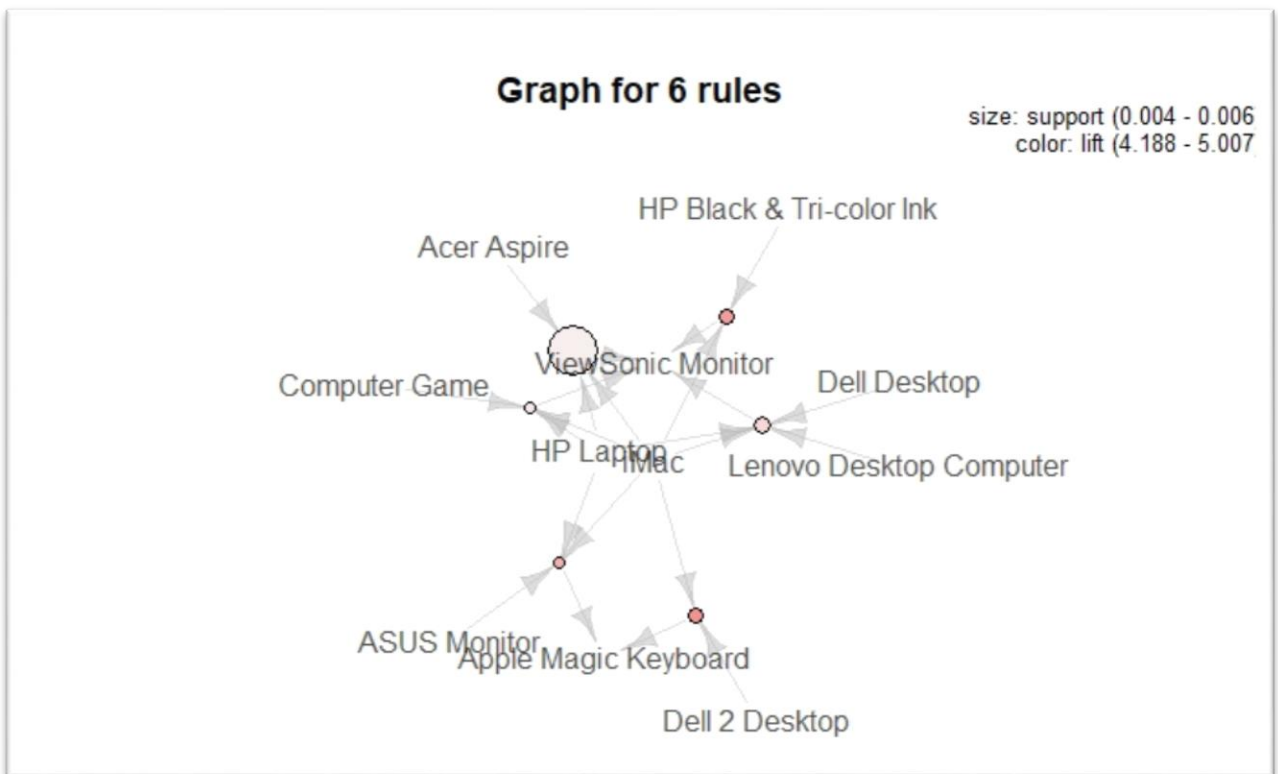 Graph for 6 rules
size: support (0.004 - 0.006
color: lift (4.188 - 5.007
HP Black & Tri-color Ink
Acer Aspire
ViewSonic Monitor
Computer Game
Dell Desktop
HP Laptop
iMac
Lenovo Desktop Computer
ASUS Monitor
Apple Magic Keyboard
Dell 2 Desktop